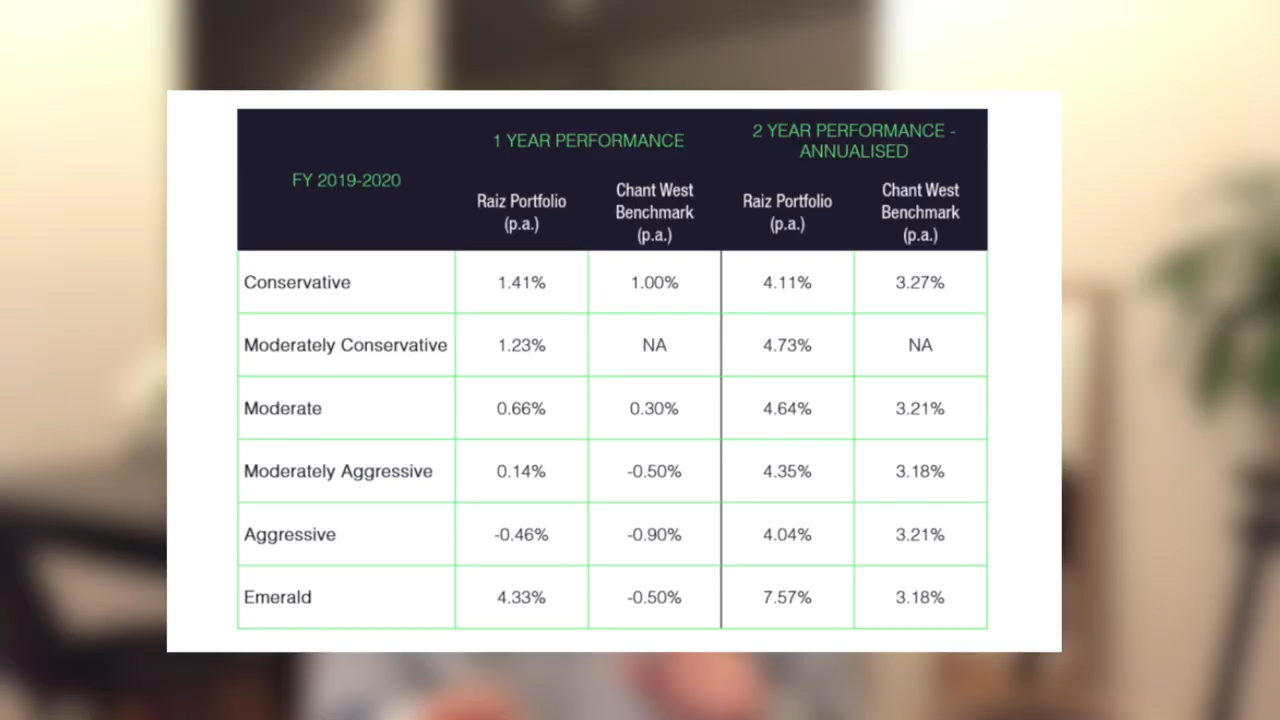 FY 2019-2020
1 YEAR PERFORMANCE
2 YEAR PERFORMANCE -
ANNUALISED
Raiz Portfolio
(p.a.)
Chant West
Benchmark
(p.a.)
Raiz Portfolio
(p.a.)
Chant West
Benchmark
(p.a.)
Conservative 1.41% 1.00% 4.11% 3.27%
Moderately Conservative 1.23% NA 4.73% NA
Moderate 0.66% 0.30% 4.64% 3.21%
Moderately Aggressive 0.14% -0.50% 4.35% 3.18%
Aggressive -0.46% -0.90% 4.04% 3.21%
Emerald 4.33% -0.50% 7.57% 3.18%